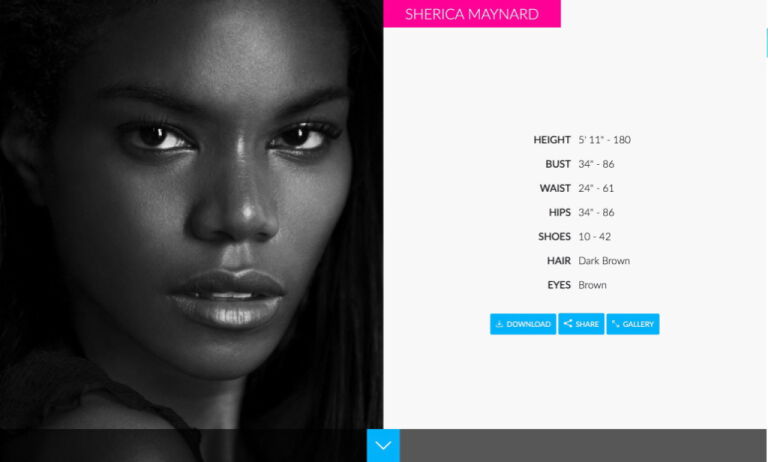 SHERICA MAYNARD
HEIGHT 5' 11" - 180
BUST 34" - 86
WAIST 24" - 61
HIPS 34" - 86
SHOES 10 - 42
HAIR Dark Brown
EYES Brown
DOWNLOAD SHARE GALLERY